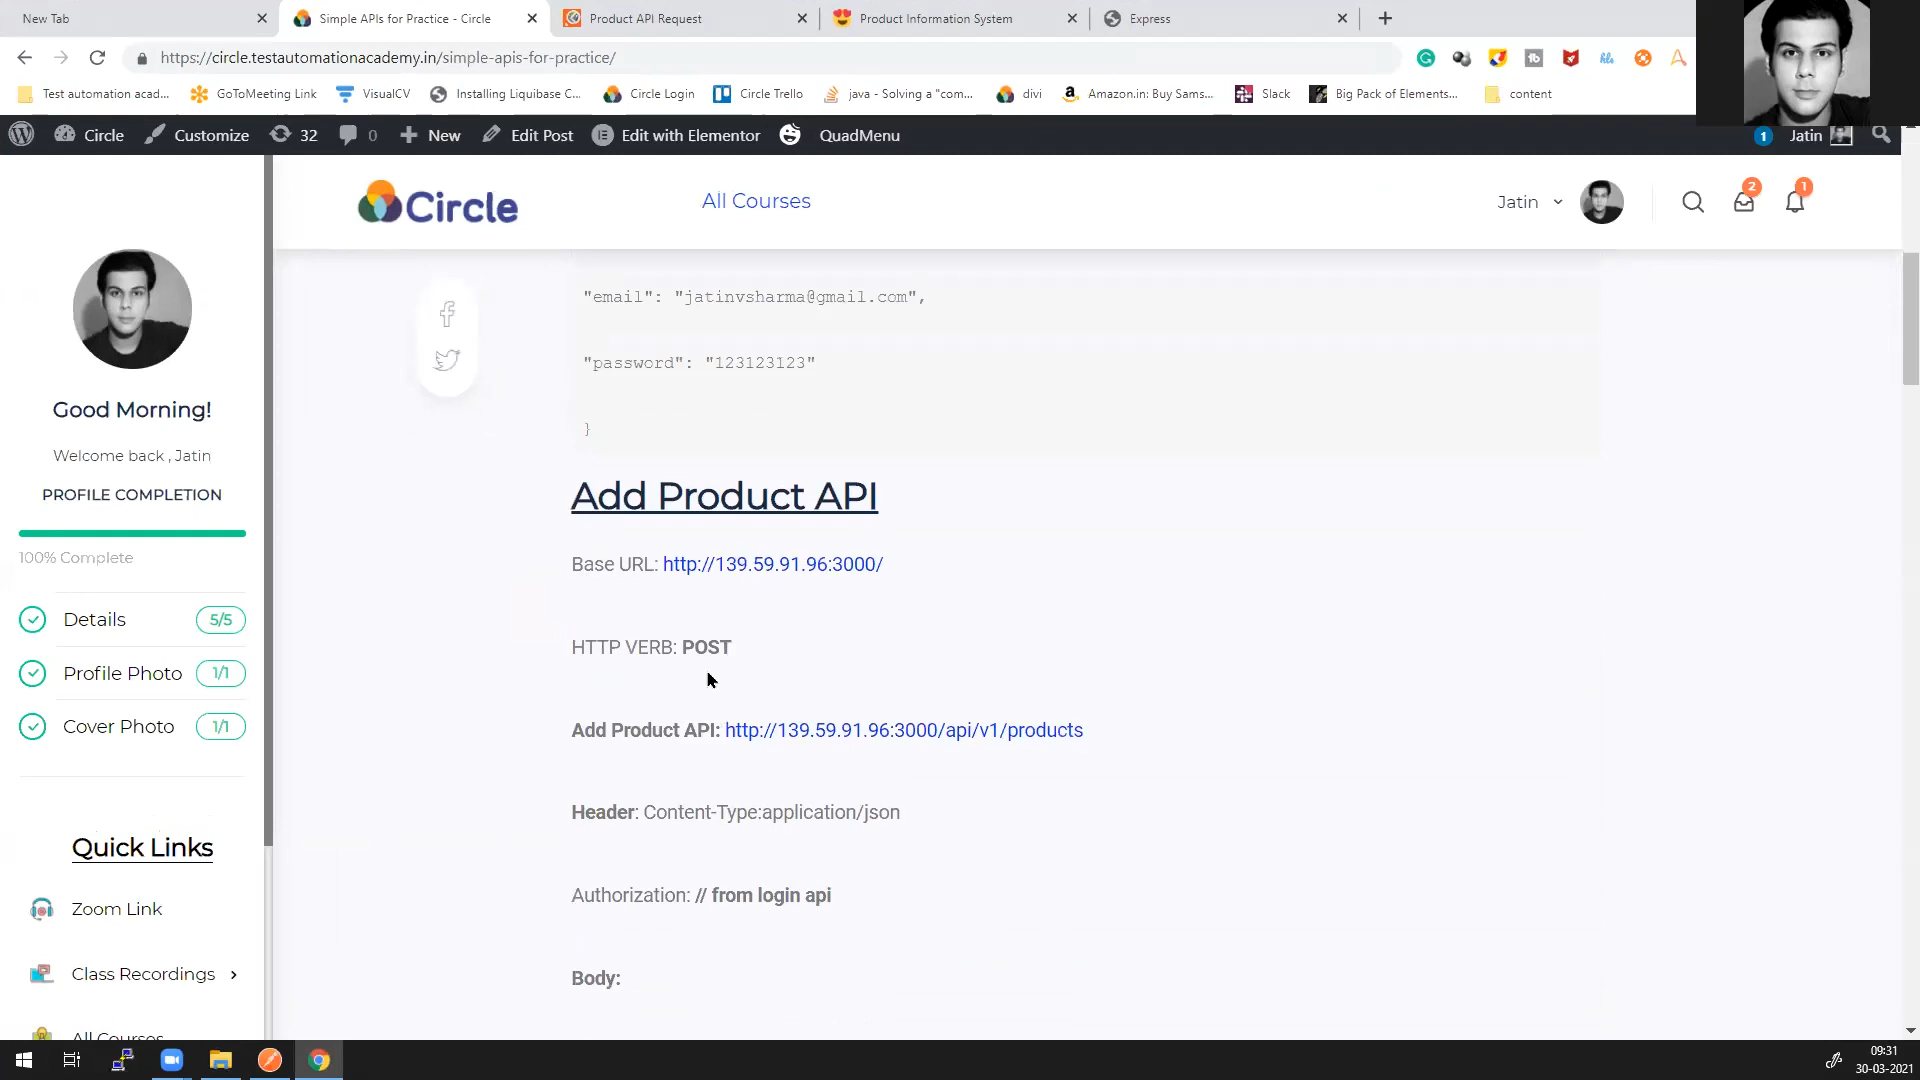 New Tab
Simple APIs for Practice - Circle
Product API Request
Product Information System
Express
https://circle.testautomationacademy.in/simple-apis-for-practice/
Test automation acad...
GoToMeeting Link
VisualCV
Installing Liquibase C...
Circle Login
Circle Trello
java - Solving a "com...
divi
Amazon.in: Buy Sams...
Slack
Big Pack of Elements...
content
Circle
Customize
32
0
New
Edit Post
Edit with Elementor
QuadMenu
1
Jatin
Circle
All Courses
Jatin
2
1
Good Morning!
Welcome back , Jatin
PROFILE COMPLETION
100% Complete
Details 5/5
Profile Photo 1/1
Cover Photo 1/1
Quick Links
Zoom Link
Class Recordings
All Courses
"email": "jatinvsharma@gmail.com",
"password": "123123123"
}
Add Product API
Base URL: http://139.59.91.96:3000/
HTTP VERB: POST
Add Product API: http://139.59.91.96:3000/api/v1/products
Header: Content-Type:application/json
Authorization: // from login api
Body:
09:31
30-03-2021